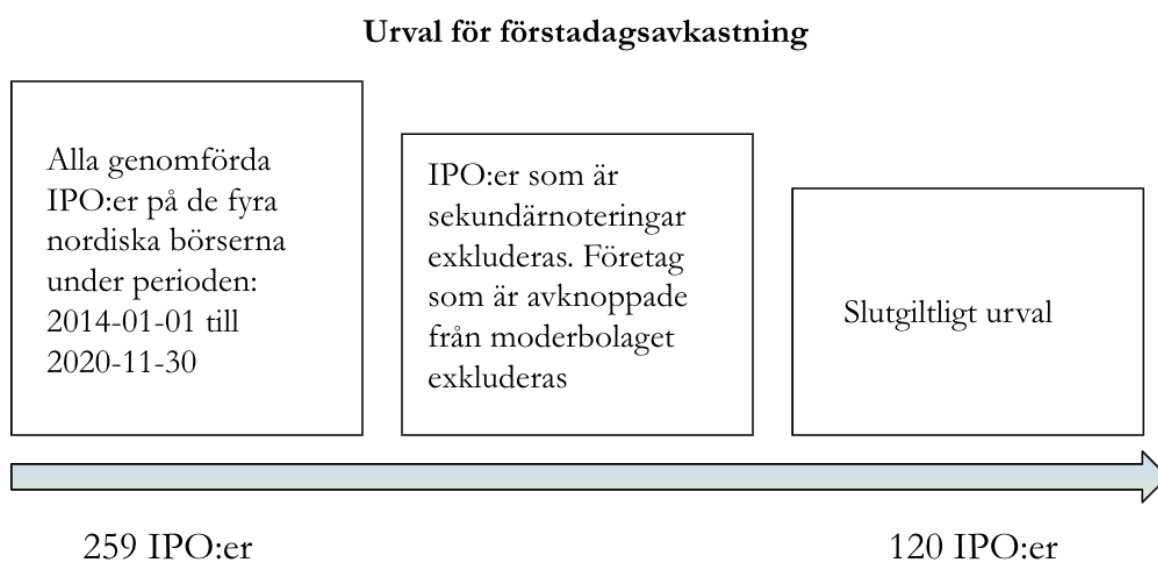 Urval för förstadagsavkastning
Alla genomförda
IPO:er på de fyra
nordiska börserna
under perioden:
2014-01-01 till
2020-11-30
IPO:er som är
sekundärnoteringar
exkluderas. Företag
som är avknoppade
från moderbolaget
exkluderas
Slutgiltligt urval
259 IPO:er
120 IPO:er